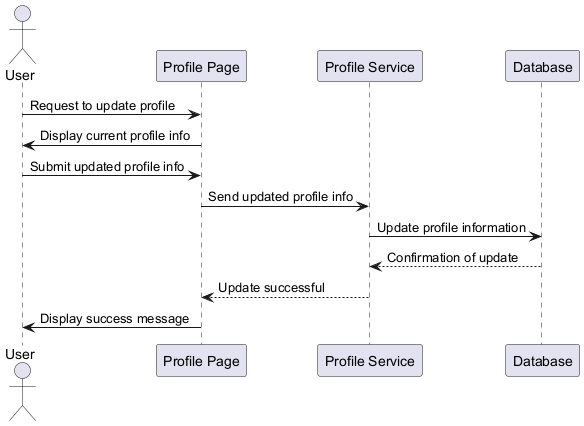 User
Profile Page
Profile Service
Database
Request to update profile
Display current profile info
Submit updated profile info
Send updated profile info
Update profile information
Confirmation of update
Update successful
Display success message
User
Profile Page
Profile Service
Database